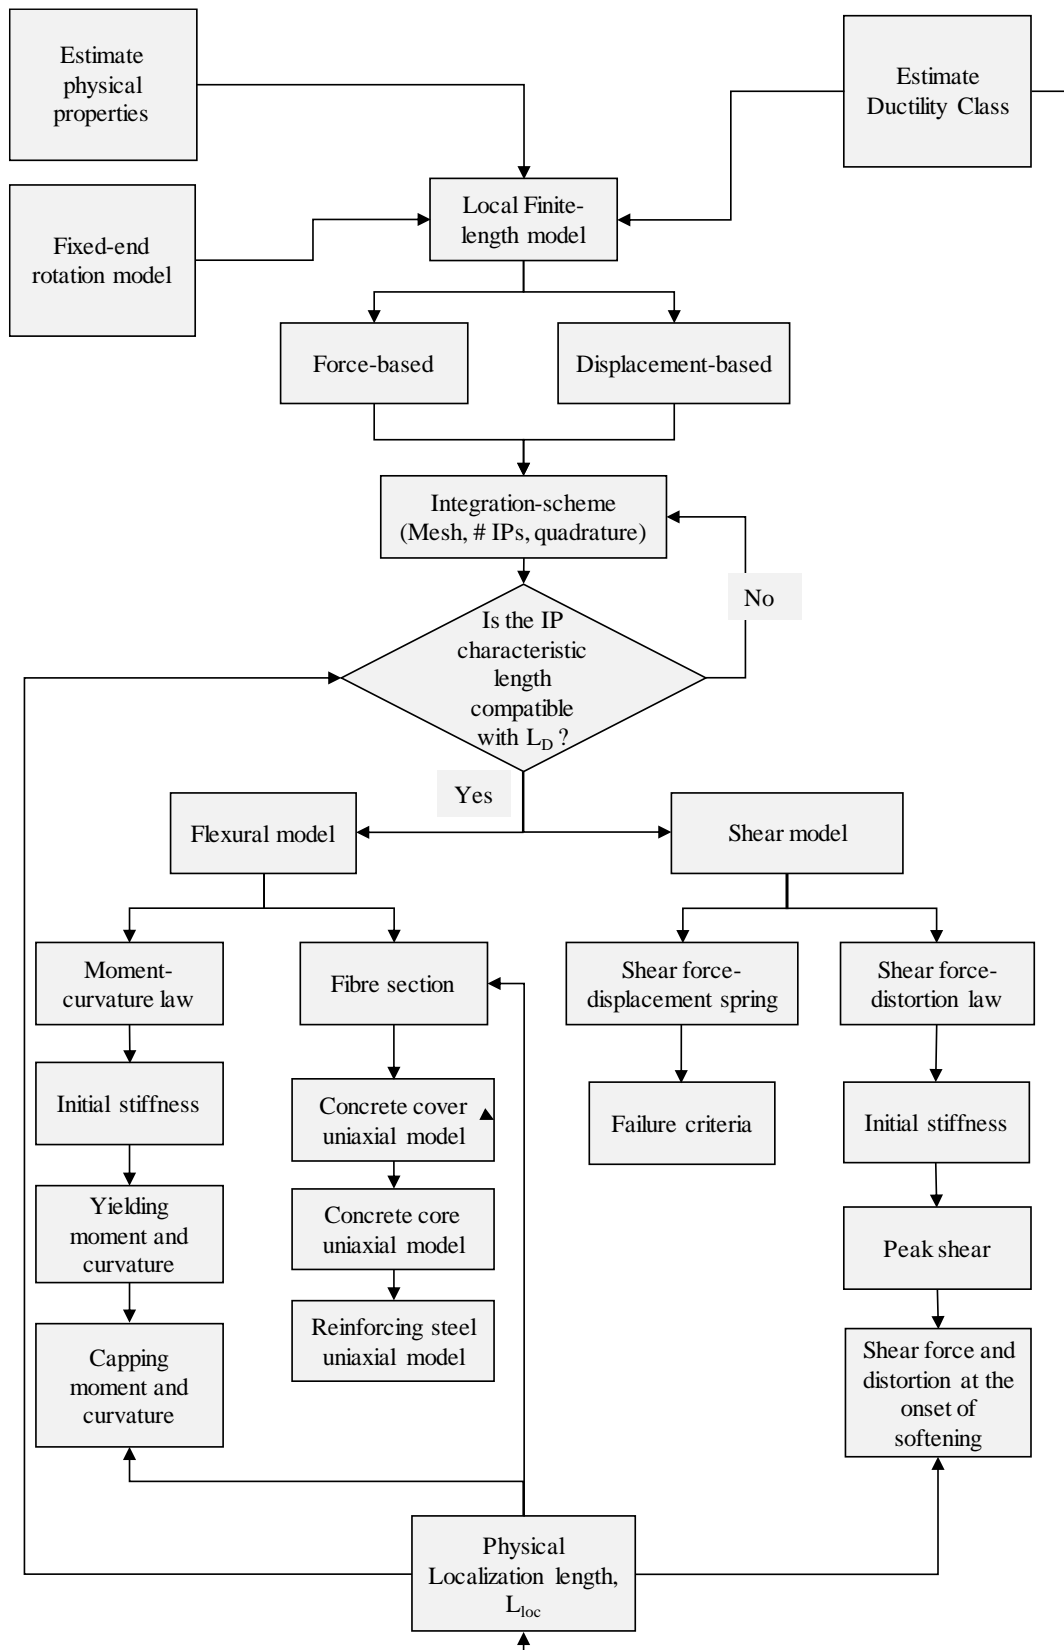 Estimate
physical
properties
Estimate
Ductility Class
Fixed-end
rotation model
Local Finite-
length model
Force-based
Displacement-based
Integration-scheme
(Mesh, # IPs, quadrature)
No
Is the IP
characteristic
length
compatible
with L_D ?
Yes
Flexural model
Shear model
Moment-
curvature law
Fibre section
Shear force-
displacement spring
Shear force-
distortion law
Initial stiffness
Concrete cover
uniaxial model
Failure criteria
Initial stiffness
Yielding
moment and
curvature
Concrete core
uniaxial model
Peak shear
Capping
moment and
curvature
Reinforcing steel
uniaxial model
Shear force and
distortion at the
onset of
softening
Physical
Localization length,
L_loc